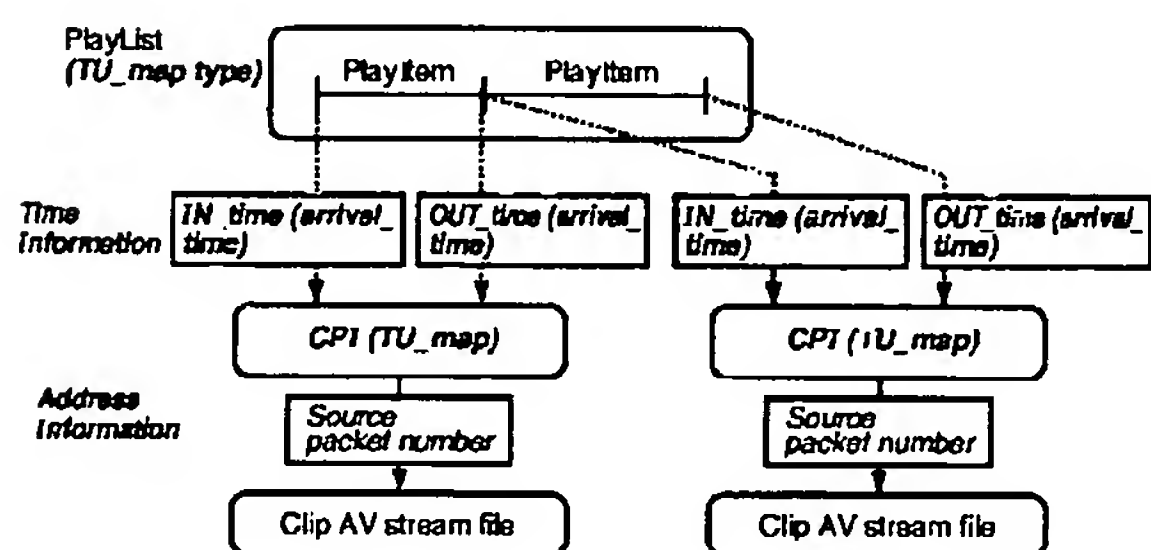 PlayList
(TU_map type)
PlayItem
PlayItem
Time
Information
IN_time (arrival_
time)
OUT_time (arrival_
time)
IN_time (arrival_
time)
OUT_time (arrival_
time)
CPI (TU_map)
CPI (TU_map)
Address
Information
Source
packet number
Source
packet number
Clip AV stream file
Clip AV stream file